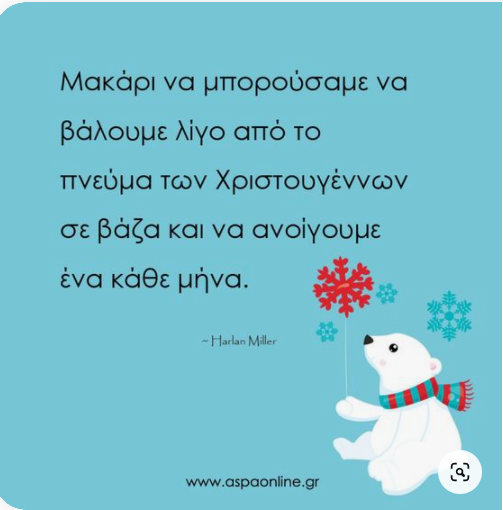 Μακάρι να μπορούσαμε να
βάλουμε λίγο από το
πνεύμα των Χριστουγέννων
σε βάζα και να ανοίγουμε
ένα κάθε μήνα.
~ Harlan Miller
www.aspaonline.gr